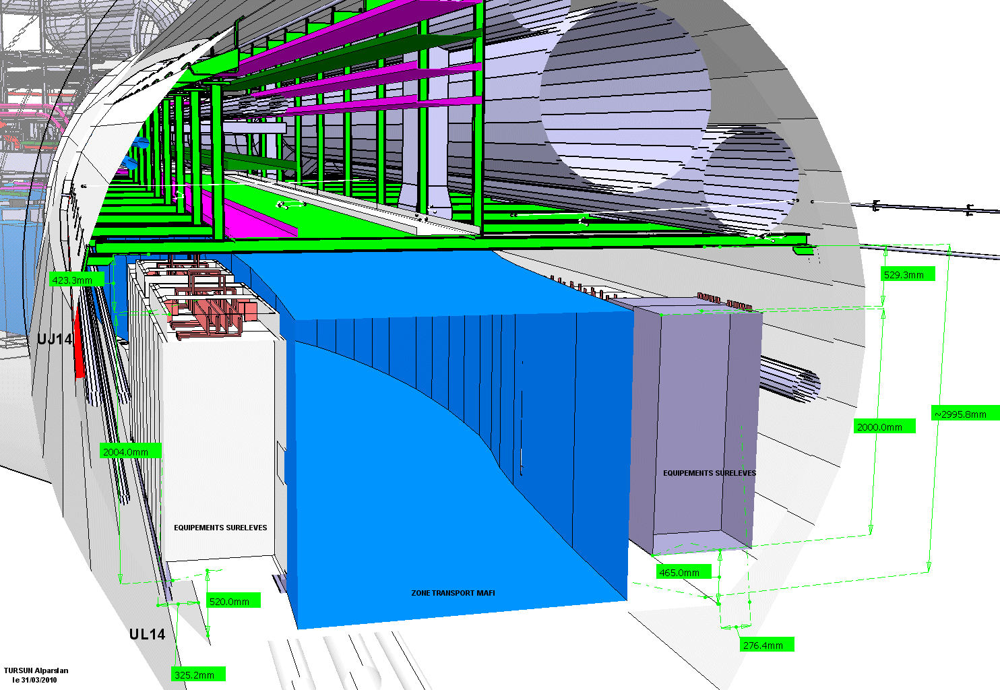 423.3mm
529.3mm
UJ14
2000.0mm
~2995.8mm
2004.0mm
EQUIPEMENTS SURELEVES
EQUIPEMENTS SURELEVES
465.0mm
ZONE TRANSPORT MAFI
520.0mm
UL14
276.4mm
TURSUN Alparslan
le 31/03/2010
325.2mm